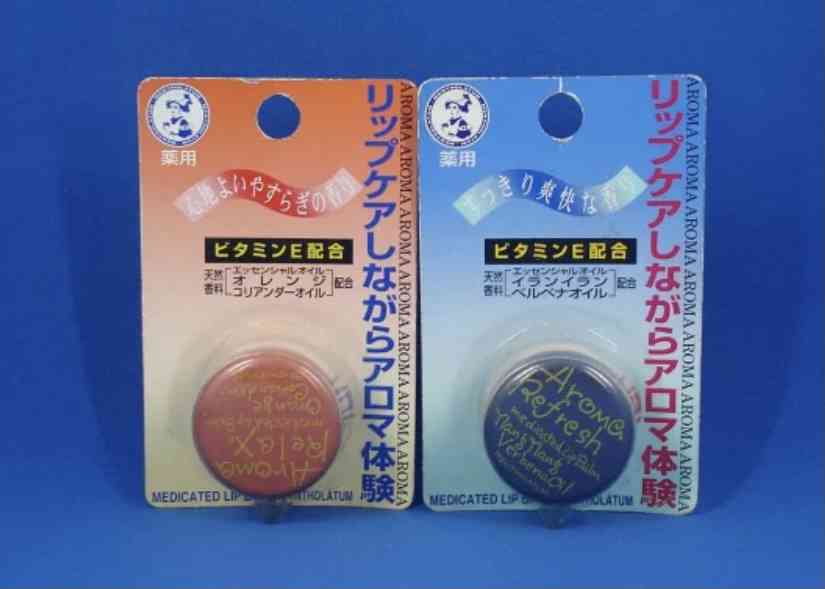 薬用
心地よいやすらぎの香り
ビタミンE配合
天然香料
エッセンシャルオイル
オレンジ
コリアンダーオイル
配合
リップケアしながらアロマ体験
AROMA AROMA AROMA AROMA AROMA AROMA AROMA
Aroma
Relax
medicated Lip Balm
Orange
MEDICATED LIP
薬用
すっきり爽快な香り
ビタミンE配合
天然香料
エッセンシャルオイル
イランイラン
ベルベナオイル
配合
リップケアしながらアロマ体験
AROMA AROMA AROMA AROMA AROMA AROMA AROMA
Aroma
Refresh
medicated Lip Balm
Ylang Ylang
Verbena Oil
MEDICATED LIP